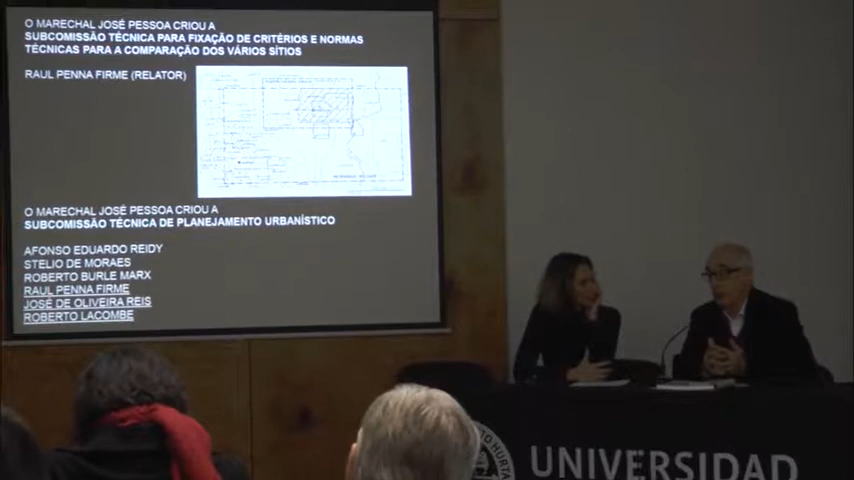 O MARECHAL JOSÉ PESSOA CRIOU A
SUBCOMISSÃO TÉCNICA PARA FIXAÇÃO DE CRITÉRIOS E NORMAS
TÉCNICAS PARA A COMPARAÇÃO DOS VÁRIOS SÍTIOS
RAUL PENNA FIRME (RELATOR)
O MARECHAL JOSÉ PESSOA CRIOU A
SUBCOMISSÃO TÉCNICA DE PLANEJAMENTO URBANÍSTICO
AFONSO EDUARDO REIDY
STELIO DE MORAES
ROBERTO BURLE MARX
RAUL PENNA FIRME
JOSÉ DE OLIVEIRA REIS
ROBERTO LACOMBE
O HURTA
UNIVERSIDAD